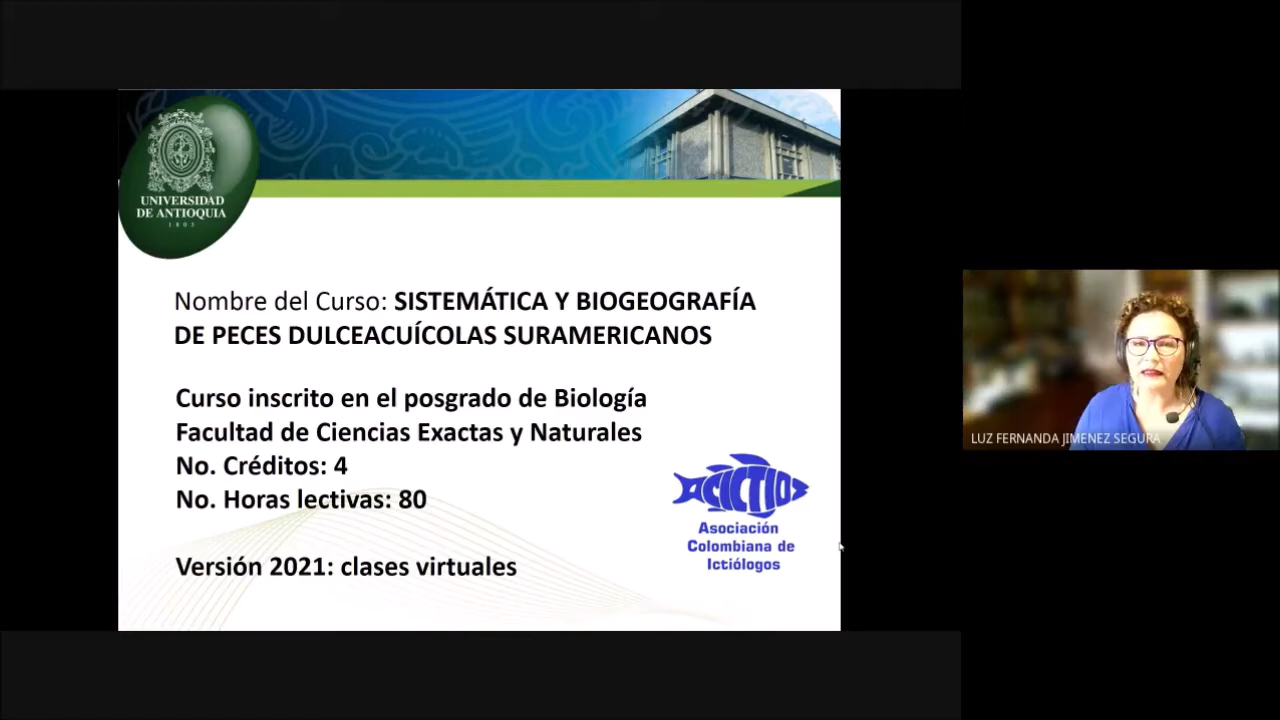 UNIVERSIDAD
DE ANTIOQUIA
1803
Nombre del Curso: SISTEMÁTICA Y BIOGEOGRAFÍA
DE PECES DULCEACUÍCOLAS SURAMERICANOS
Curso inscrito en el posgrado de Biología
Facultad de Ciencias Exactas y Naturales
No. Créditos: 4
No. Horas lectivas: 80
Versión 2021: clases virtuales
ACICTIOS
Asociación
Colombiana de
Ictiólogos
LUZ FERNANDA JIMENEZ SEGURA